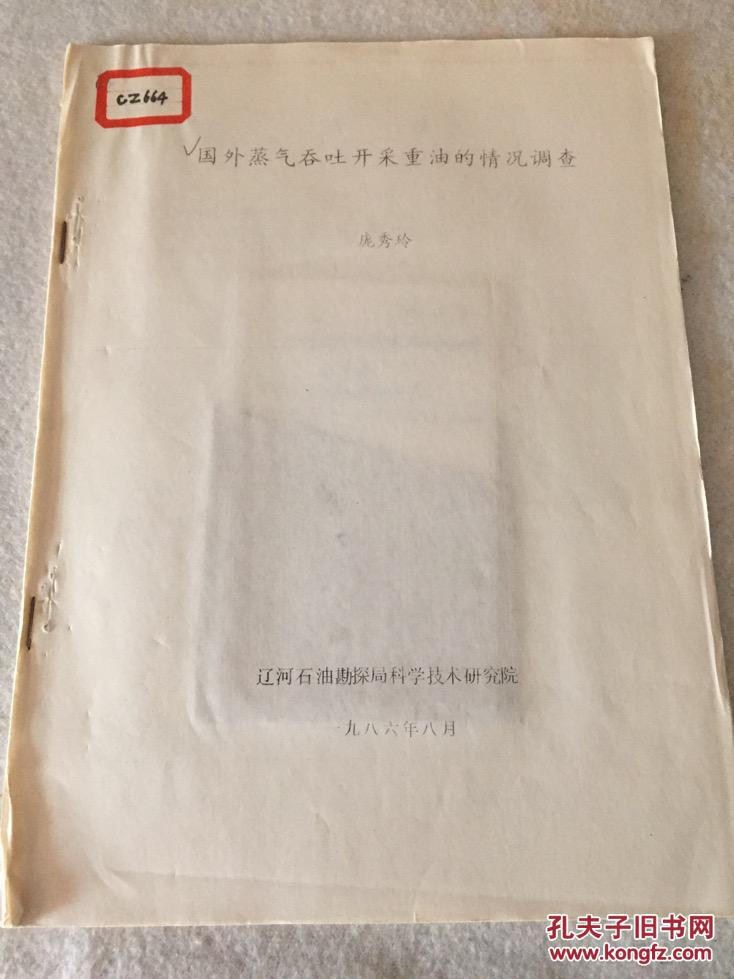 CZ664
√国外蒸气吞吐开采重油的情况调查
庞秀玲
辽河石油勘探局科学技术研究院
一九八六年八月
孔夫子旧书网
www.kongfz.com